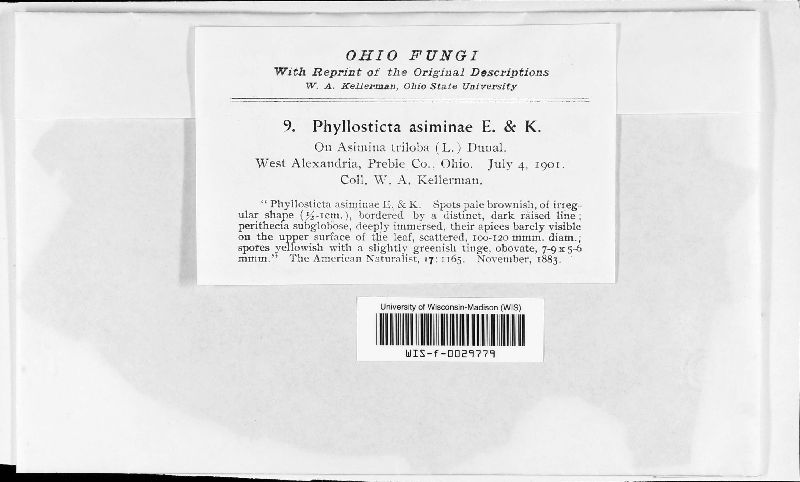 OHIO FUNGI
With Reprint of the Original Descriptions
W. A. Kellerman, Ohio State University
9. Phyllosticta asiminae E. & K.
On Asimina triloba (L.) Dunal.
West Alexandria, Preble Co., Ohio. July 4, 1901.
Coll. W. A. Kellerman.
"Phyllosticta asiminae E. & K. Spots pale brownish, of irreg-
ular shape (½-1cm.), bordered by a distinct, dark raised line;
perithecia subglobose, deeply immersed, their apices barely visible
on the upper surface of the leaf, scattered, 100-120 mmm. diam.;
spores yellowish with a slightly greenish tinge, obovate, 7-9 x 5-6
mmm." The American Naturalist, 17: 1165. November, 1883.
University of Wisconsin-Madison (WIS)
WIS-f-0029779